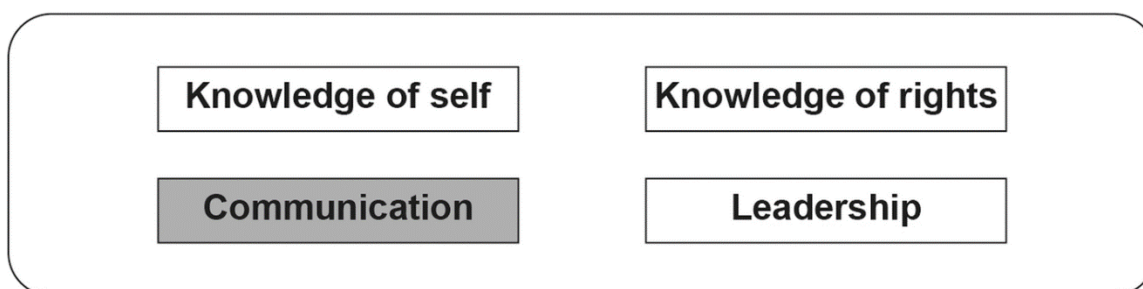 Knowledge of self
Knowledge of rights
Communication
Leadership